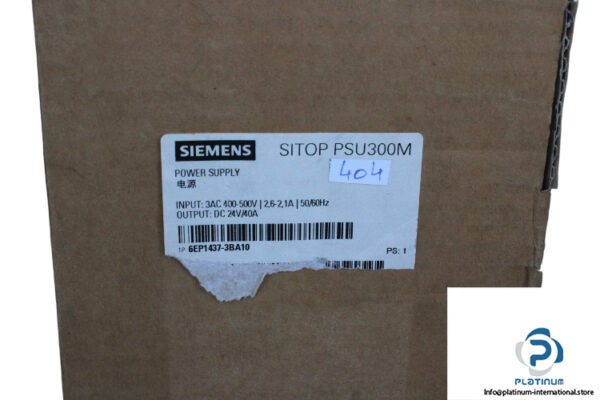 SIEMENS
SITOP PSU300M
404
POWER SUPPLY
电源
INPUT: 3AC 400-500V | 2,6-2,1A | 50/60Hz
OUTPUT: DC 24V/40A
1P 6EP1437-3BA10
PS: 1
PLATINUM
Info@platinum-international.store